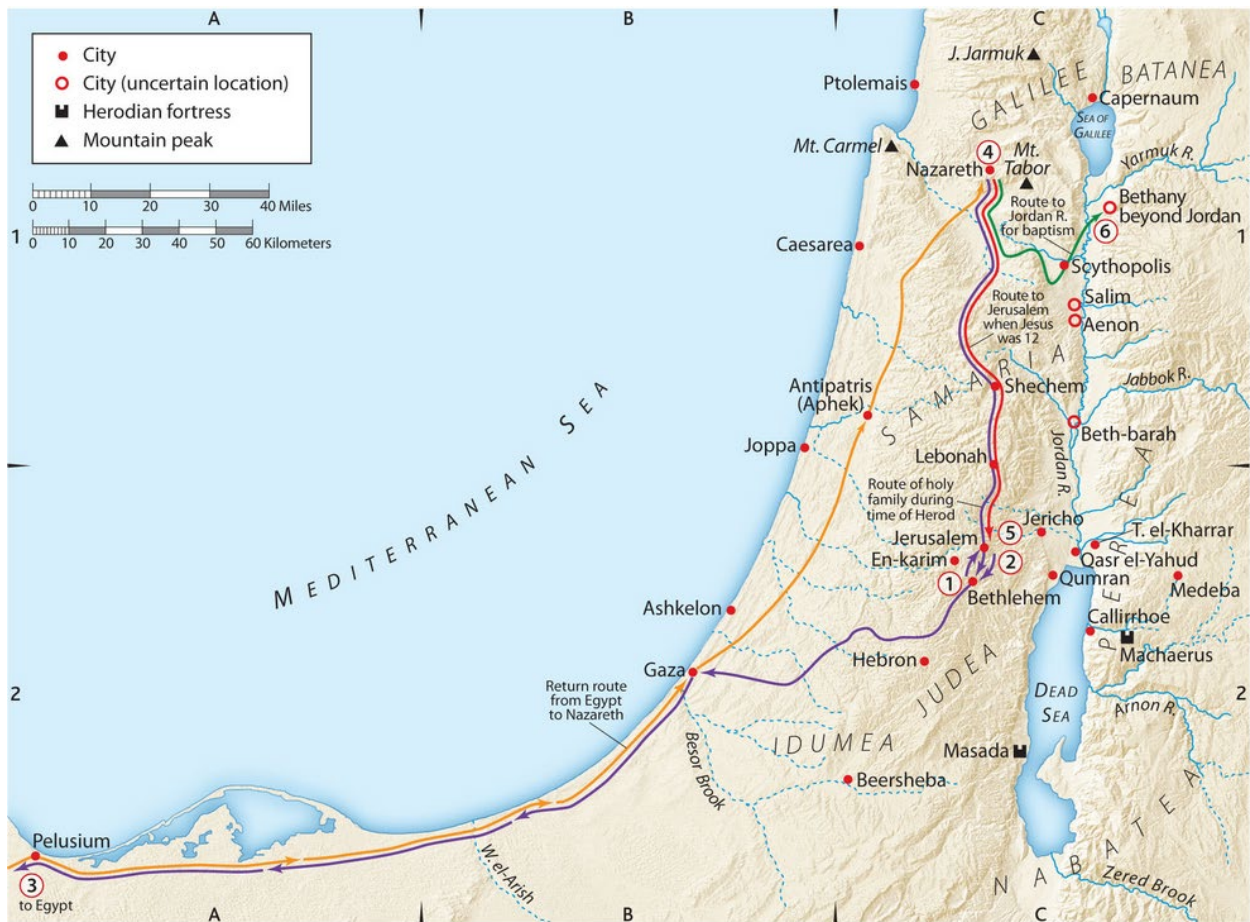 A
B
C
City
City (uncertain location)
Herodian fortress
Mountain peak
0 10 20 30 40 Miles
0 10 20 30 40 50 60 Kilometers
J. Jarmuk
BATANEA
GALILEE
Ptolemais
Capernaum
SEA OF
GALILEE
Mt. Carmel
4
Mt.
Tabor
Nazareth
Yarmuk R.
Route to
Jordan R.
for baptism
Bethany
beyond Jordan
6
1
1
Caesarea
Scythopolis
Salim
Aenon
Route to
Jerusalem
when Jesus
was 12
SAMARIA
Shechem
Jabbok R.
Antipatris
(Aphek)
Beth-barah
Joppa
Jordan R.
Lebonah
MEDITERRANEAN SEA
Route of holy
family during
time of Herod
PEREA
Jericho
T. el-Kharrar
Jerusalem
5
En-karim
2
Qasr el-Yahud
1
Qumran
Medeba
Bethlehem
Ashkelon
Callirrhoe
Machaerus
Hebron
Gaza
JUDEA
2
2
Return route
from Egypt
to Nazareth
DEAD
SEA
Arnon R.
Besor Brook
IDUMEA
Masada
Beersheba
NABATEA
Pelusium
W. el-Arish
Zered Brook
3
to Egypt
A
B
C